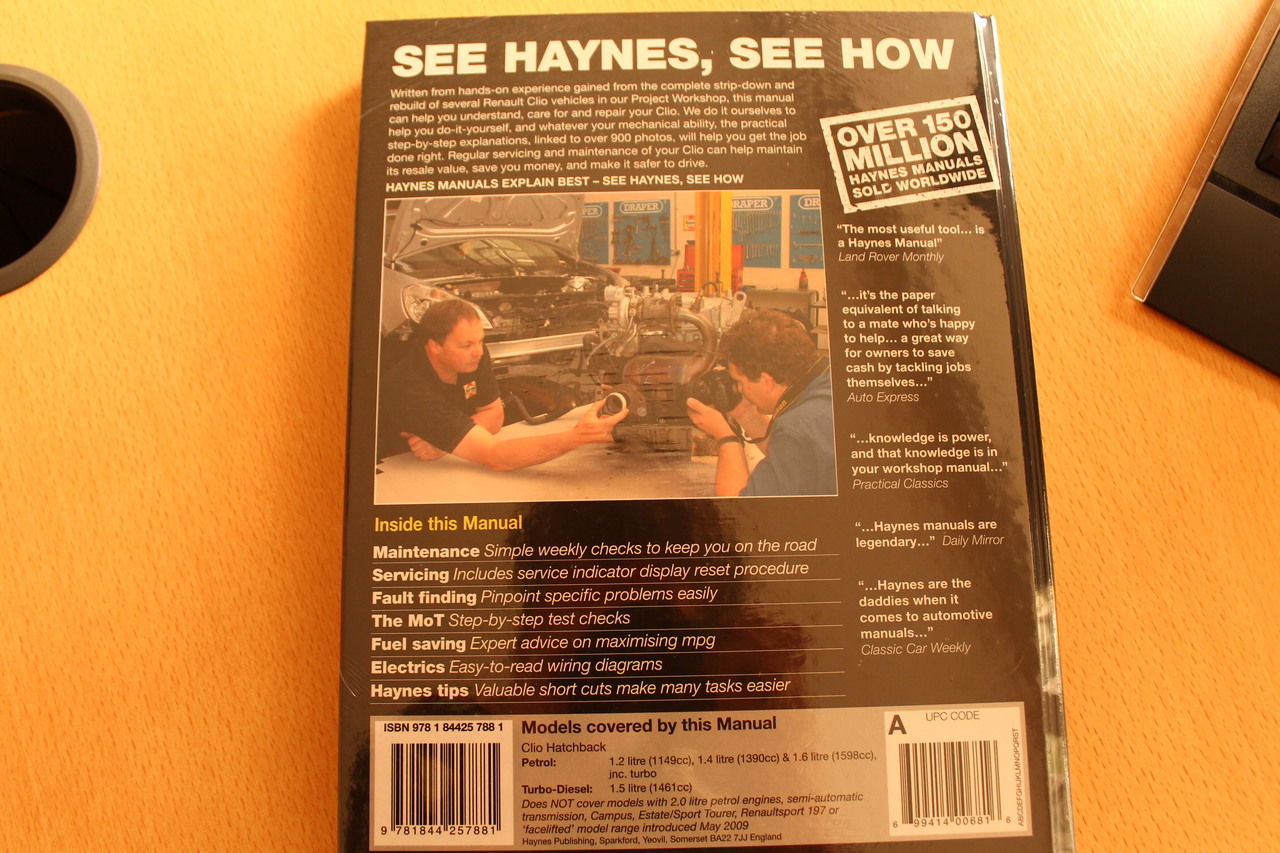 SEE HAYNES, SEE HOW
Written from hands-on experience gained from the complete strip-down and
rebuild of several Renault Clio vehicles in our Project Workshop, this manual
can help you understand, care for and repair your Clio. We do it ourselves to
help you do-it-yourself, and whatever your mechanical ability, the practical
step-by-step explanations, linked to over 900 photos, will help you get the job
done right. Regular servicing and maintenance of your Clio can help maintain
its resale value, save you money, and make it safer to drive.
HAYNES MANUALS EXPLAIN BEST – SEE HAYNES, SEE HOW
OVER 150
MILLION
HAYNES MANUALS
SOLD WORLDWIDE
DRAPER
DRAPER
DR
"The most useful tool... is
a Haynes Manual"
Land Rover Monthly
"...it's the paper
equivalent of talking
to a mate who's happy
to help... a great way
for owners to save
cash by tackling jobs
themselves..."
Auto Express
"...knowledge is power,
and that knowledge is in
your workshop manual..."
Practical Classics
"...Haynes manuals are
legendary..." Daily Mirror
"...Haynes are the
daddies when it
comes to automotive
manuals..."
Classic Car Weekly
Inside this Manual
Maintenance Simple weekly checks to keep you on the road
Servicing Includes service indicator display reset procedure
Fault finding Pinpoint specific problems easily
The MoT Step-by-step test checks
Fuel saving Expert advice on maximising mpg
Electrics Easy-to-read wiring diagrams
Haynes tips Valuable short cuts make many tasks easier
ISBN 978 1 84425 788 1
9 781844 257881
Models covered by this Manual
Clio Hatchback
Petrol: 1.2 litre (1149cc), 1.4 litre (1390cc) & 1.6 litre (1598cc),
inc. turbo
Turbo-Diesel: 1.5 litre (1461cc)
Does NOT cover models with 2.0 litre petrol engines, semi-automatic
transmission, Campus, Estate/Sport Tourer, Renaultsport 197 or
'facelifted' model range introduced May 2009
Haynes Publishing, Sparkford, Yeovil, Somerset BA22 7JJ England
A UPC CODE
6 99414 00681 6
ABCDEFGHIJKLMNOPQRST